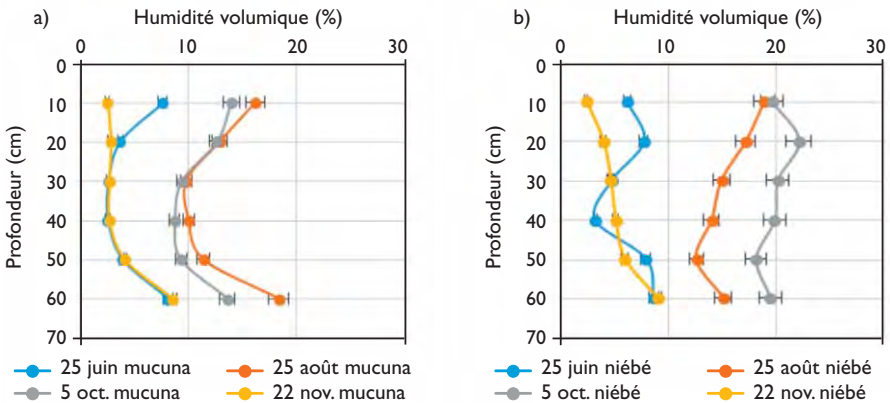 a) Humidité volumique (%)
0 10 20 30
0
10
20
30
40
50
60
70
Profondeur (cm)
25 juin mucuna 25 août mucuna
5 oct. mucuna 22 nov. mucuna
b) Humidité volumique (%)
0 10 20 30
0
10
20
30
40
50
60
70
Profondeur (cm)
25 juin niébé 25 août niébé
5 oct. niébé 22 nov. niébé